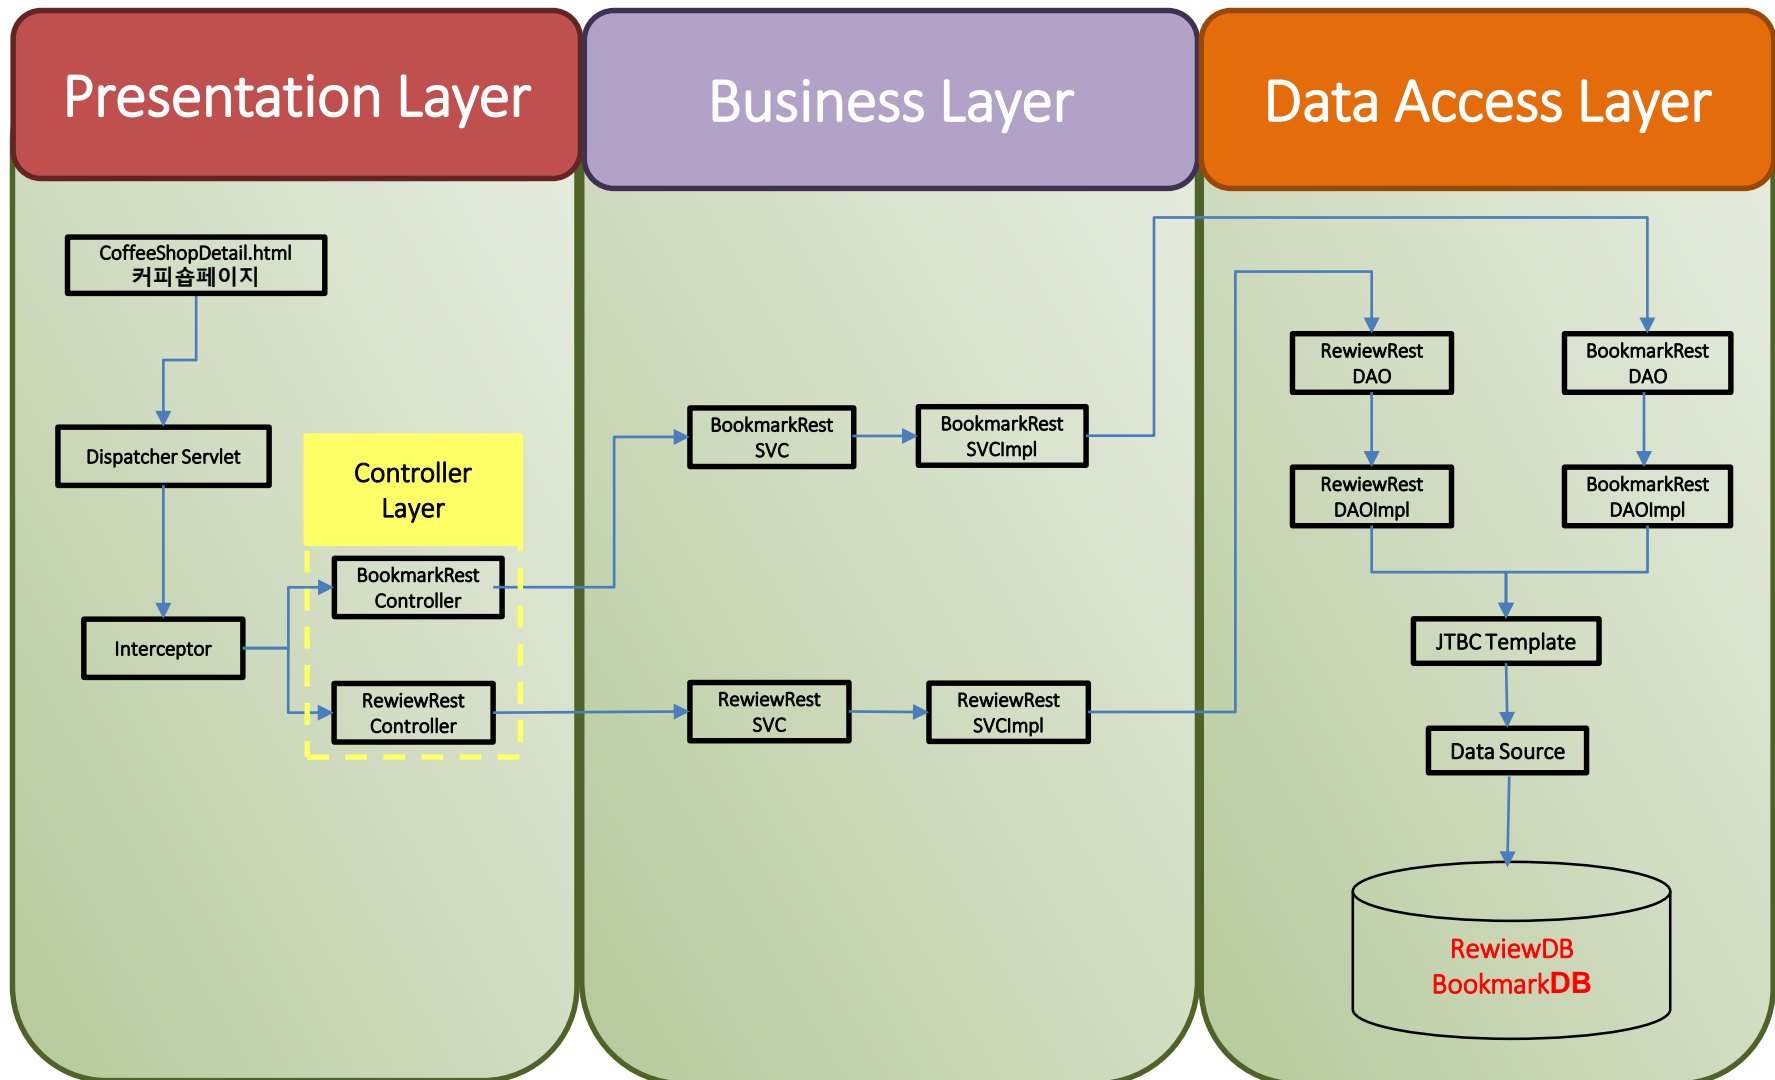 Presentation Layer
Business Layer
Data Access Layer
CoffeeShopDetail.html
커피숍페이지
Dispatcher Servlet
Interceptor
Controller
Layer
BookmarkRest
Controller
RewiewRest
Controller
BookmarkRest
SVC
BookmarkRest
SVCImpl
RewiewRest
SVC
RewiewRest
SVCImpl
RewiewRest
DAO
BookmarkRest
DAO
RewiewRest
DAOImpl
BookmarkRest
DAOImpl
JTBC Template
Data Source
RewiewDB
BookmarkDB